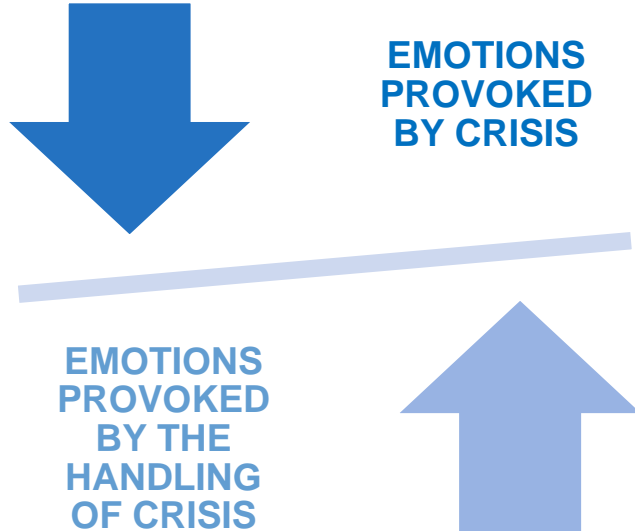 EMOTIONS
PROVOKED
BY CRISIS
EMOTIONS
PROVOKED
BY THE
HANDLING
OF CRISIS